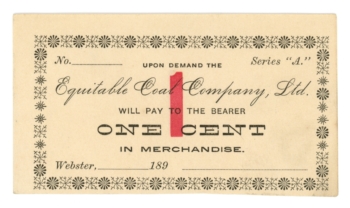 No. UPON DEMAND THE Series "A."
Equitable Coal Company, Ltd.
1
WILL PAY TO THE BEARER
ONE CENT
IN MERCHANDISE.
Webster, 189